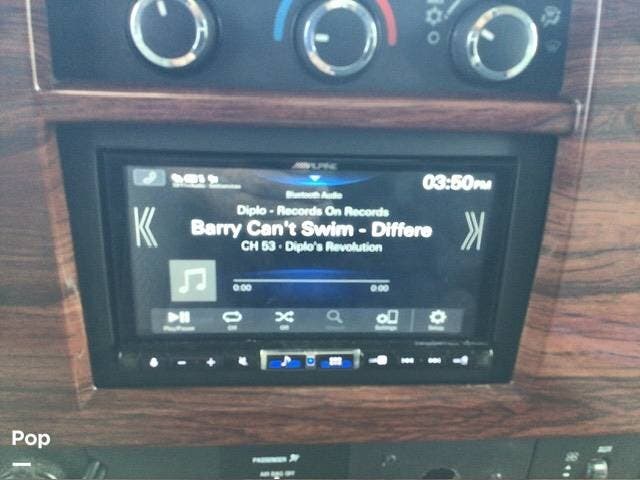 ALPINE
03:50PM
Bluetooth Audio
Diplo - Records On Records
Barry Can't Swim - Differe
CH 53 · Diplo's Revolution
0:00 0:00
Play/Pause Off Off Settings Setup
Pop
PASSENGER
AIR BAG OFF
AUX